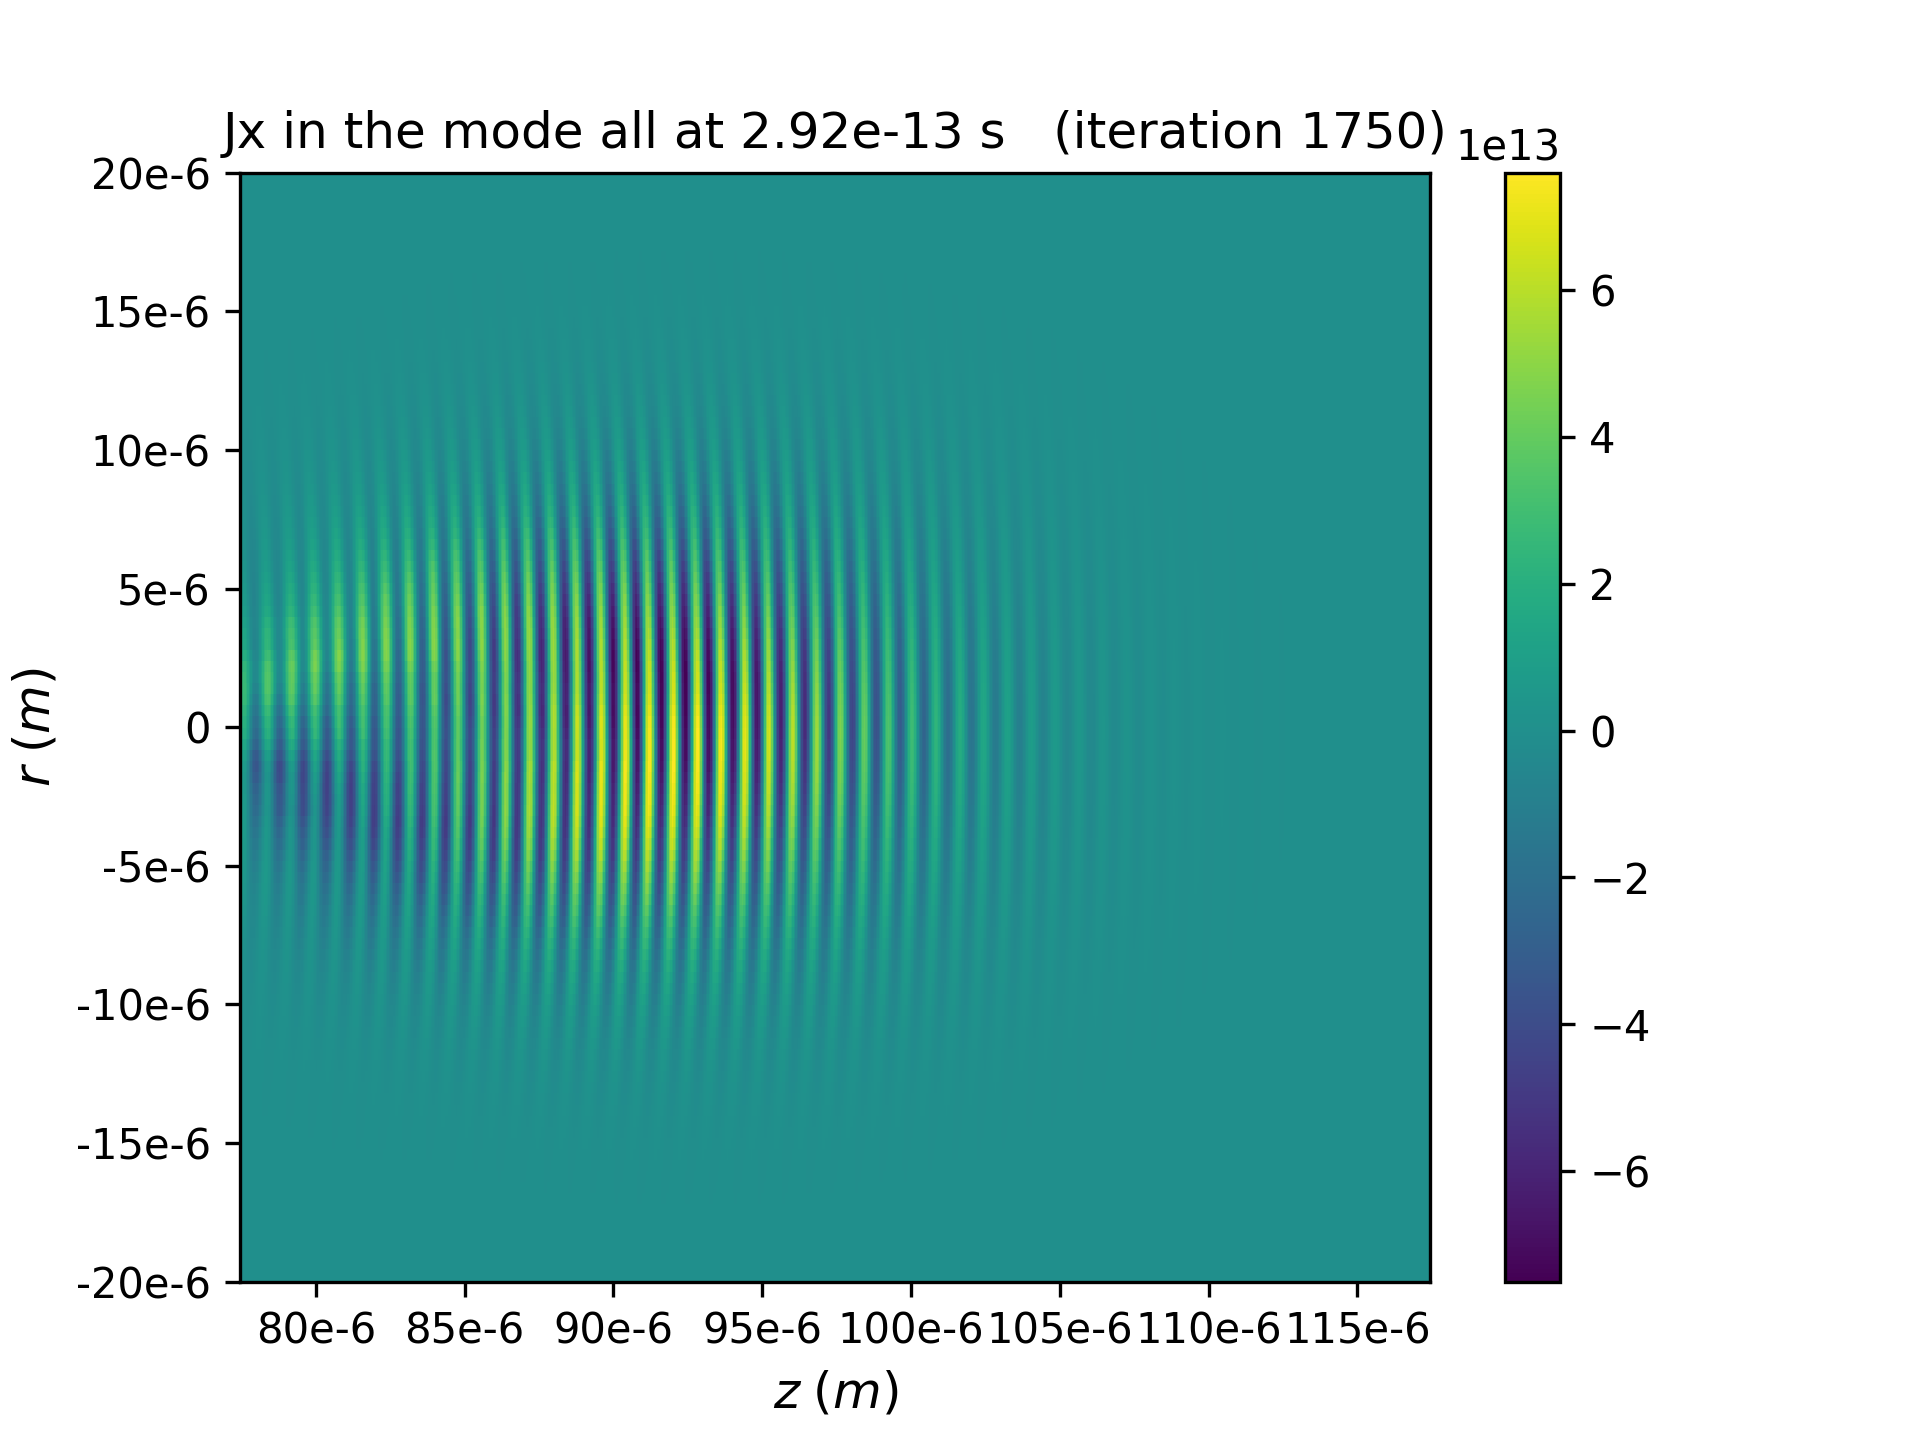 Jx in the mode all at 2.92e-13 s   (iteration 1750)
1e13
20e-6
15e-6
10e-6
5e-6
0
-5e-6
-10e-6
-15e-6
-20e-6
r (m)
80e-6 85e-6 90e-6 95e-6 100e-6 105e-6 110e-6 115e-6
z (m)
6
4
2
0
−2
−4
−6